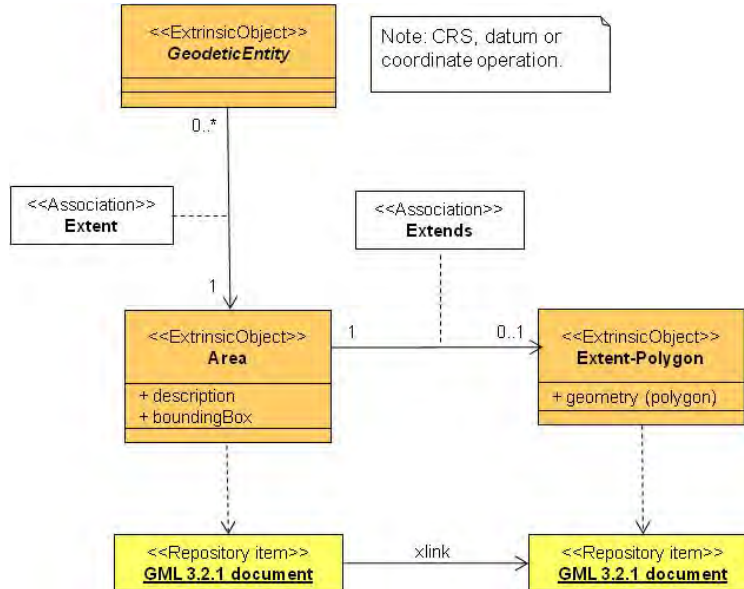 <<ExtrinsicObject>>
GeodeticEntity
Note: CRS, datum or
coordinate operation.
0..*
<<Association>>
Extent
<<Association>>
Extends
1
<<ExtrinsicObject>>
Area
+ description
+ boundingBox
1
0..1
<<ExtrinsicObject>>
Extent-Polygon
+ geometry (polygon)
<<Repository item>>
GML 3.2.1 document
xlink
<<Repository item>>
GML 3.2.1 document